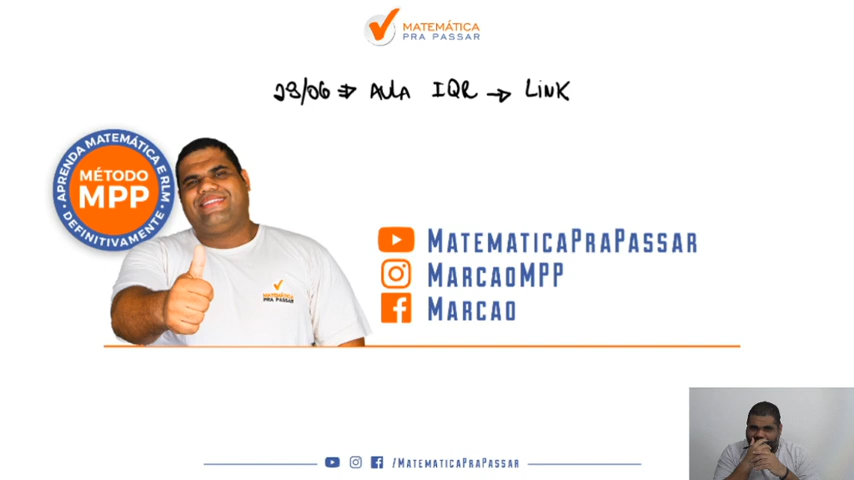 MATEMÁTICA
PRA PASSAR
29/06 ⇒ AULA IQR → LINK
APRENDA MATEMÁTICA E RLM
MÉTODO
MPP
DEFINITIVAMENTE
MATEMÁTICA
PRA PASSAR
MATEMATICAPRAPASSAR
MARCAOMPP
MARCAO
/MATEMATICAPRAPASSAR